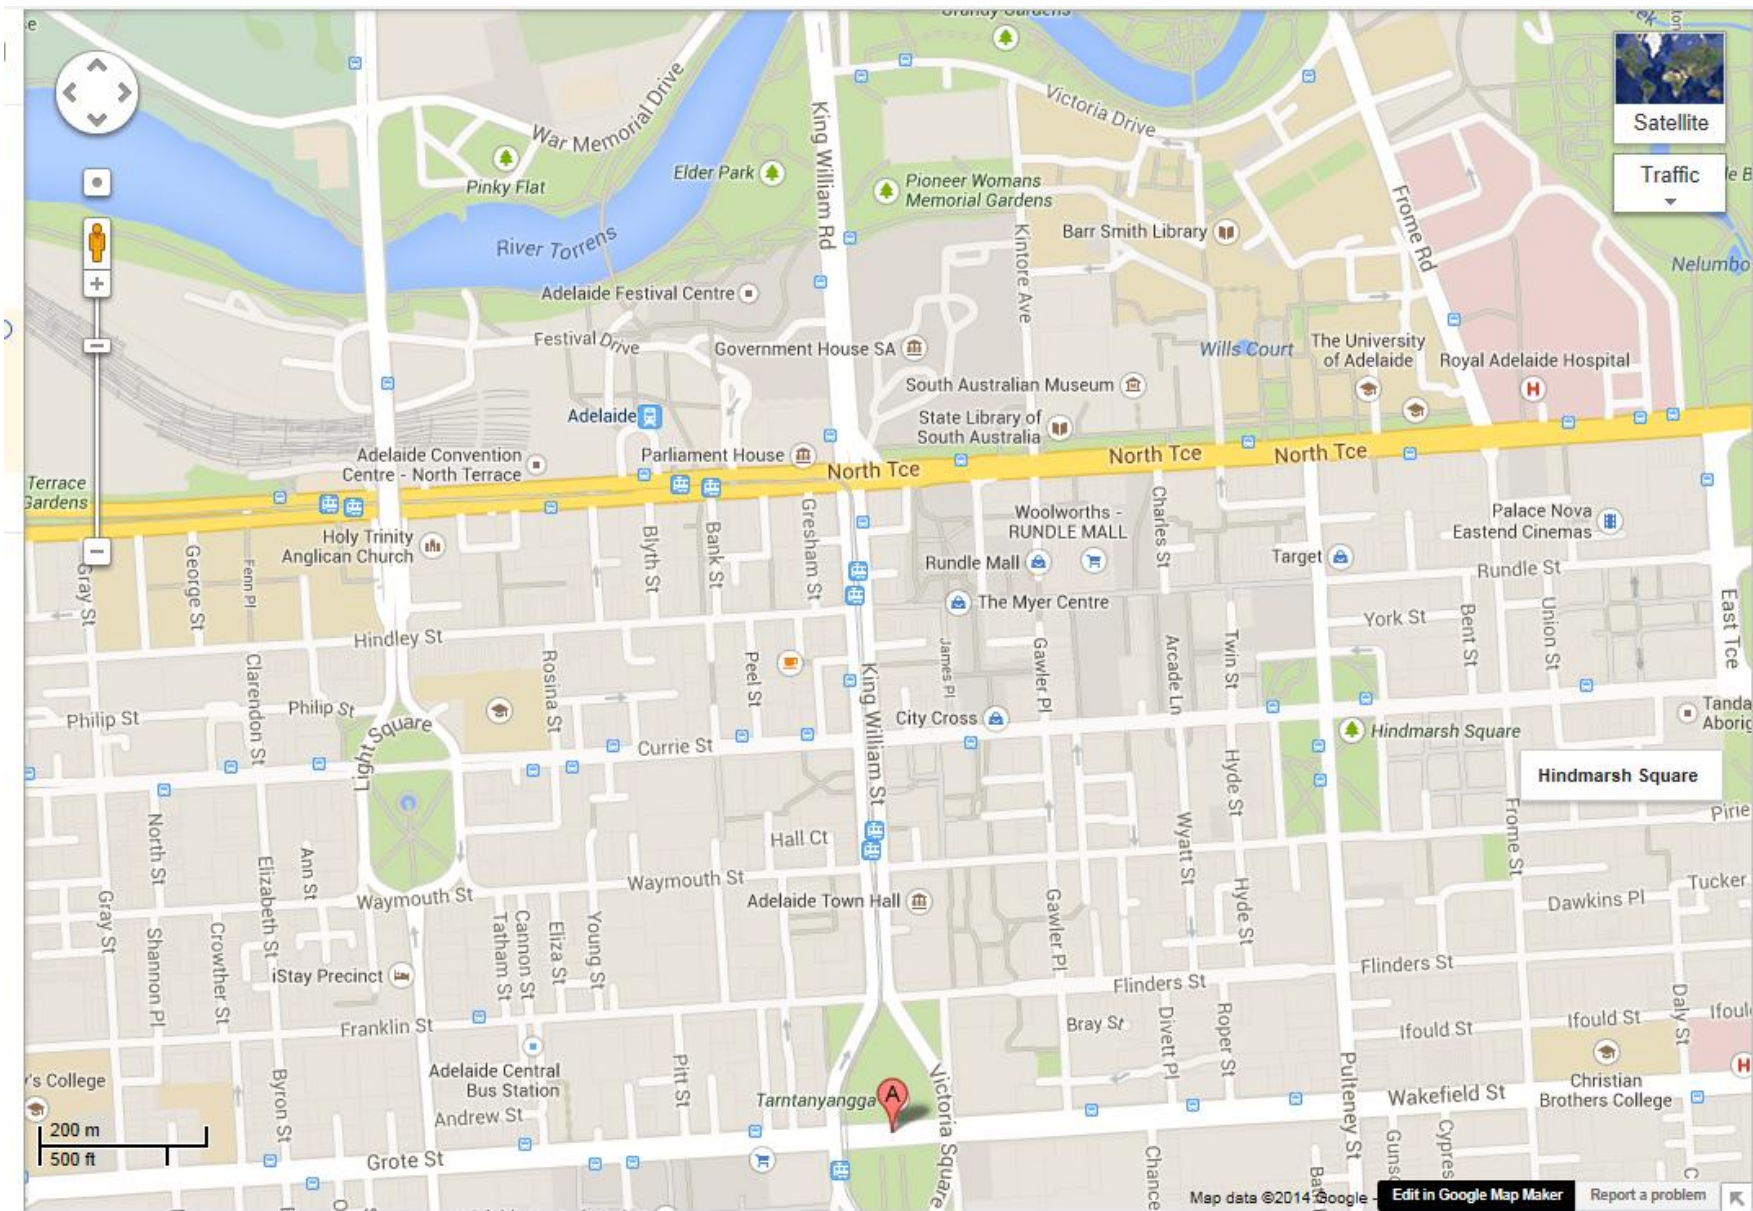 War Memorial Drive
Victoria Drive
Satellite
Traffic
Pinky Flat
Elder Park
King William Rd
Pioneer Womans
Memorial Gardens
Frome Rd
Barr Smith Library
River Torrens
Kintore Ave
Nelumbo
Adelaide Festival Centre
Festival Drive
Government House SA
Wills Court
The University
of Adelaide
Royal Adelaide Hospital
South Australian Museum
Adelaide
State Library of
South Australia
Adelaide Convention
Centre - North Terrace
Parliament House
North Tce
North Tce
North Tce
Terrace
Gardens
Holy Trinity
Anglican Church
Woolworths -
RUNDLE MALL
Palace Nova
Eastend Cinemas
Gray St
George St
Fenn Pl
Blyth St
Bank St
Gresham St
Rundle Mall
Charles St
Target
Rundle St
The Myer Centre
York St
Bent St
Union St
East Tce
Hindley St
Clarendon St
Rosina St
Peel St
James Pl
Gawler Pl
Arcade Ln
Twin St
Philip St
Philip St
Light Square
King William St
City Cross
Currie St
Hindmarsh Square
Tanda
Aborig
Hindmarsh Square
Hyde St
Frome St
Pirie
North St
Hall Ct
Wyatt St
Elizabeth St
Ann St
Waymouth St
Waymouth St
Adelaide Town Hall
Hyde St
Tucker
Dawkins Pl
Gray St
Shannon Pl
Crowther St
Tatham St
Cannon St
Eliza St
Young St
Gawler Pl
iStay Precinct
Flinders St
Flinders St
Franklin St
Bray St
Divett Pl
Roper St
Ifould St
Ifould St
Ifoul
Daly St
's College
Adelaide Central
Bus Station
Byron St
Pitt St
Tarntanyangga
A
Victoria Square
Pulteney St
Wakefield St
Christian
Brothers College
Andrew St
200 m
500 ft
Grote St
Chance
Gunso
Cypres
Map data ©2014 Google -
Edit in Google Map Maker
Report a problem